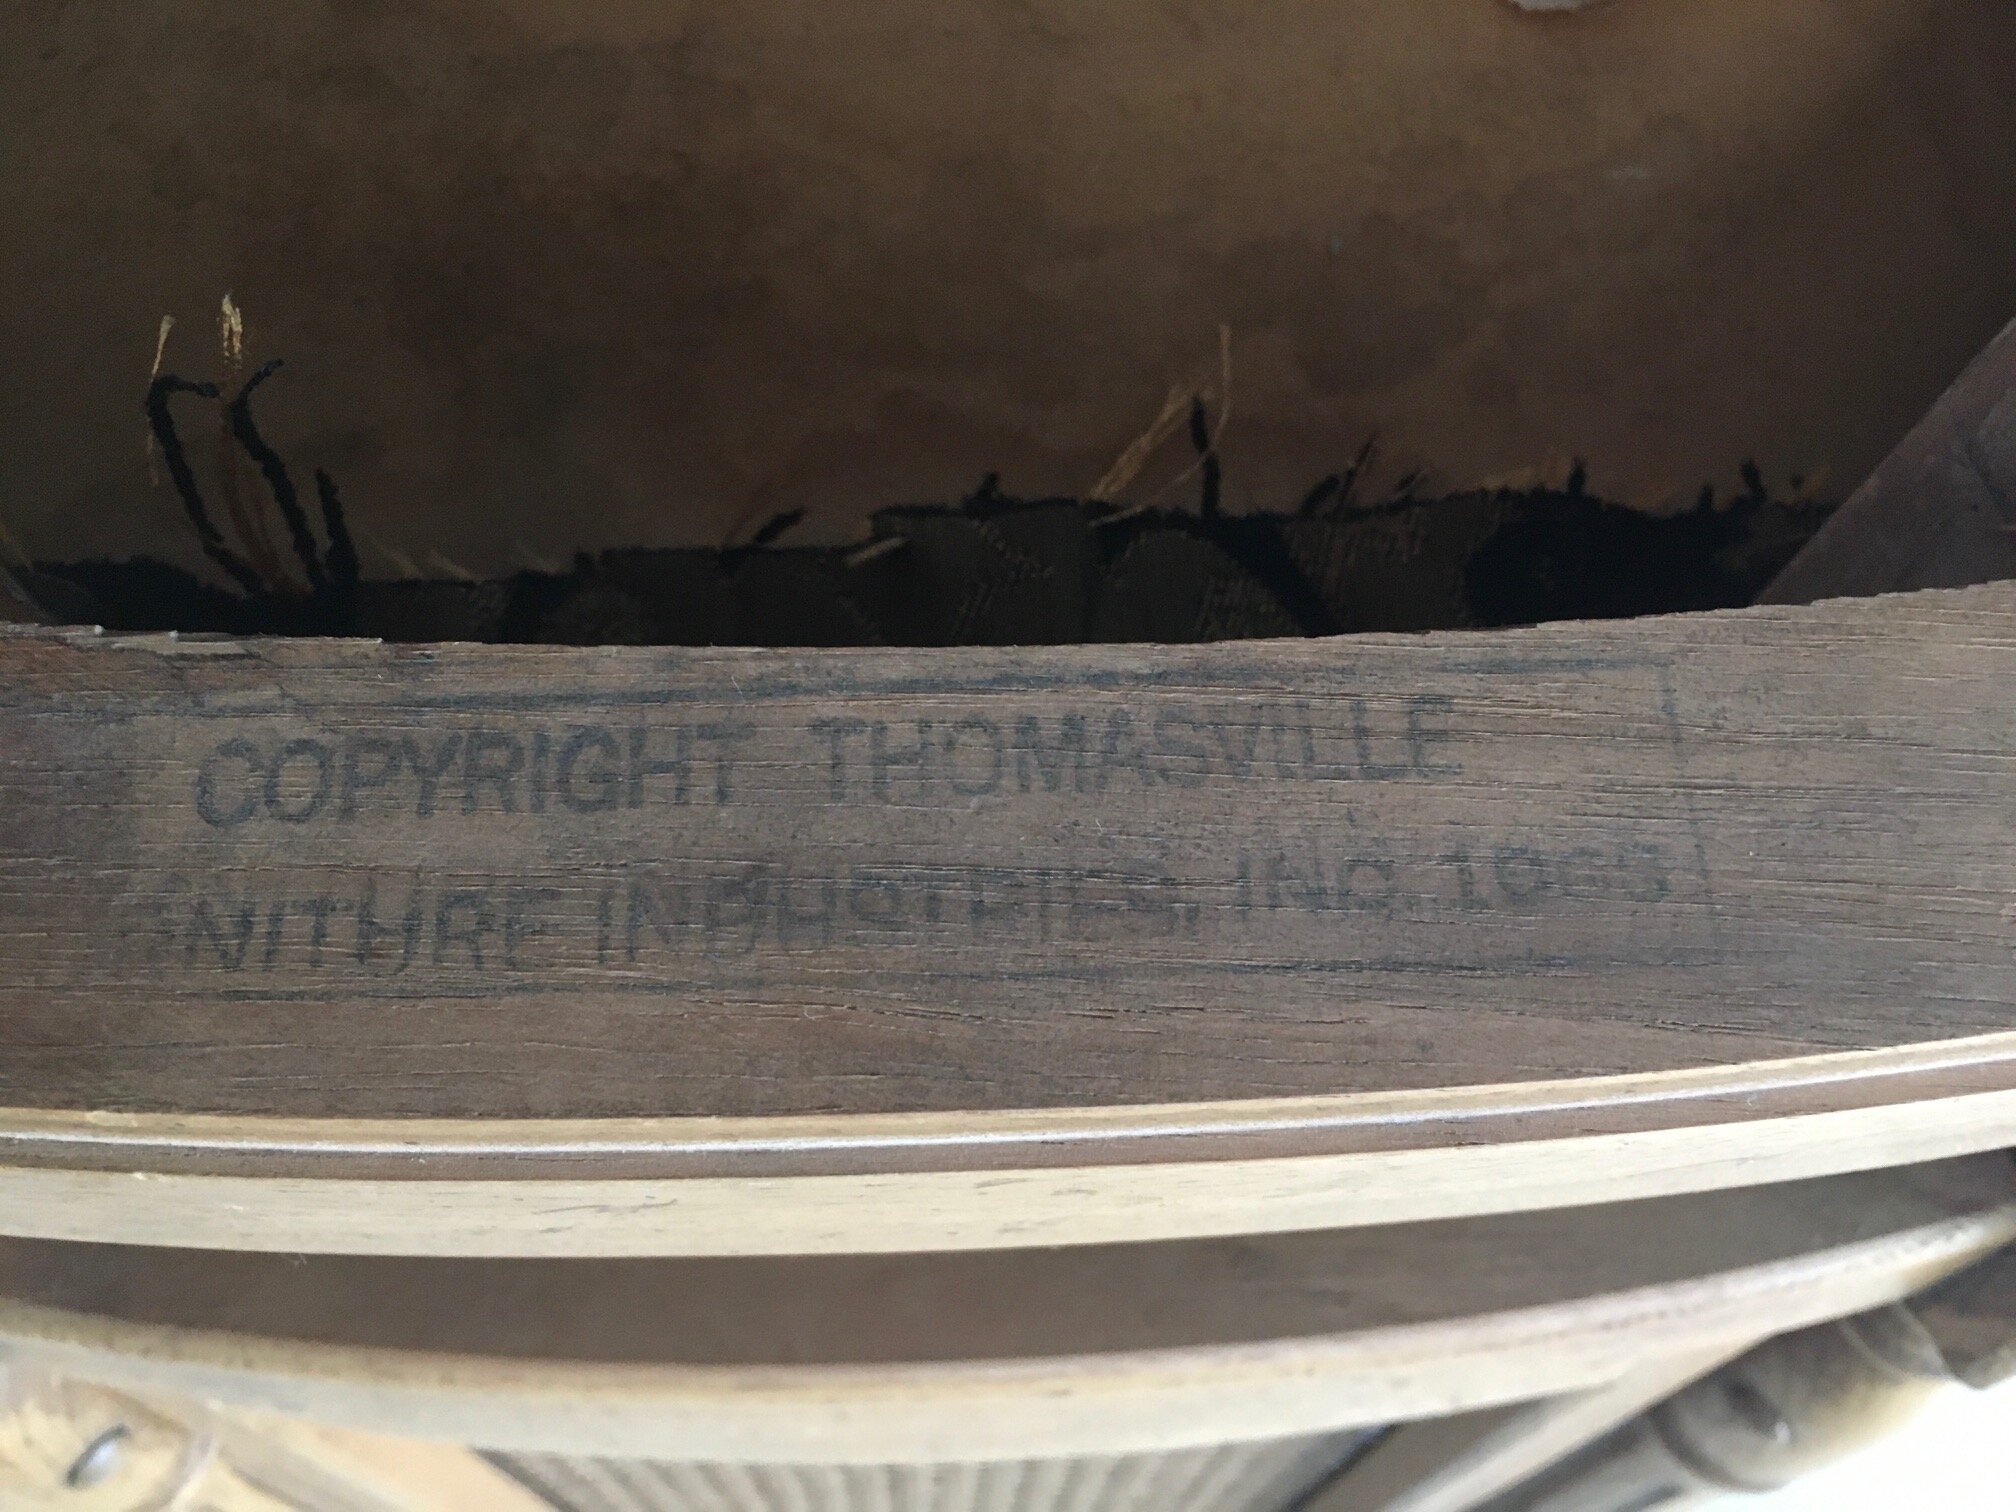 COPYRIGHT THOMASVILLE
NITURE INDUSTRIES, INC.